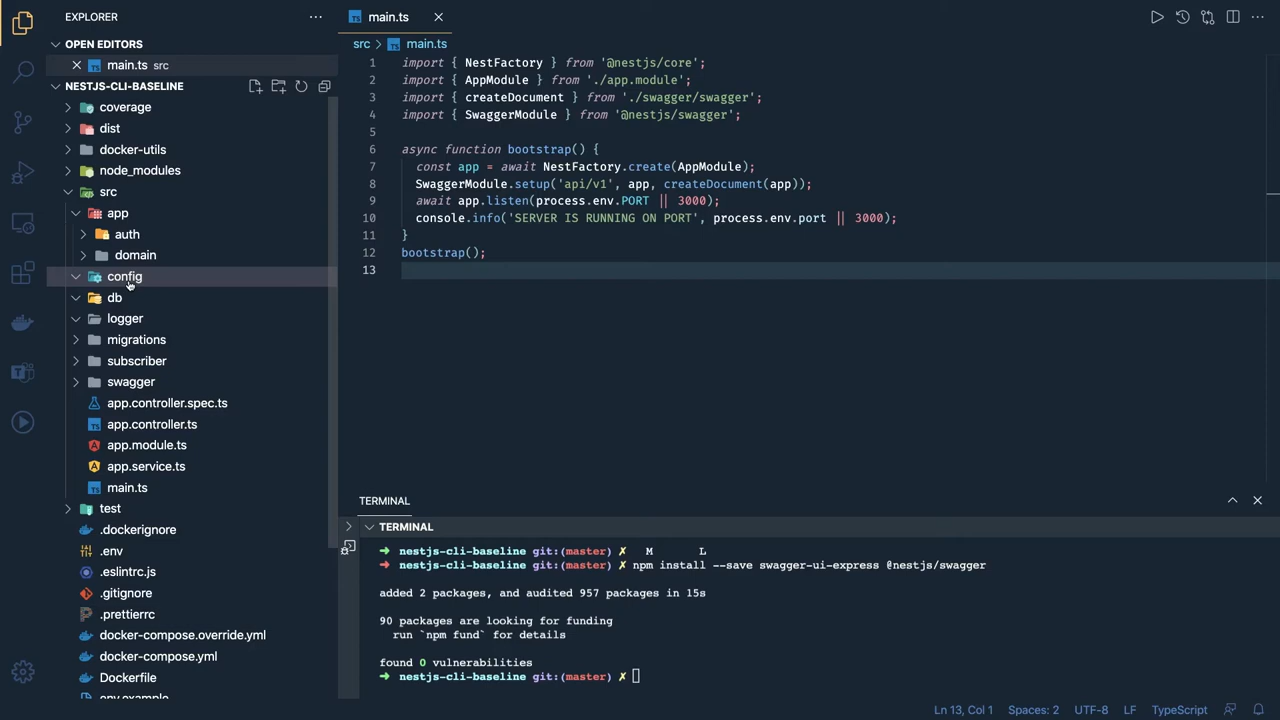 EXPLORER
OPEN EDITORS
main.ts src
NESTJS-CLI-BASELINE
coverage
dist
docker-utils
node_modules
src
app
auth
domain
config
db
logger
migrations
subscriber
swagger
app.controller.spec.ts
app.controller.ts
app.module.ts
app.service.ts
main.ts
test
.dockerignore
.env
.eslintrc.js
.gitignore
.prettierrc
docker-compose.override.yml
docker-compose.yml
Dockerfile
env.example
main.ts
src > main.ts
1 import { NestFactory } from '@nestjs/core';
2 import { AppModule } from './app.module';
3 import { createDocument } from './swagger/swagger';
4 import { SwaggerModule } from '@nestjs/swagger';
5
6 async function bootstrap() {
7 const app = await NestFactory.create(AppModule);
8 SwaggerModule.setup('api/v1', app, createDocument(app));
9 await app.listen(process.env.PORT || 3000);
10 console.info('SERVER IS RUNNING ON PORT', process.env.port || 3000);
11 }
12 bootstrap();
13
TERMINAL
TERMINAL
➜ nestjs-cli-baseline git:(master) ✗ M L
➜ nestjs-cli-baseline git:(master) ✗ npm install --save swagger-ui-express @nestjs/swagger
added 2 packages, and audited 957 packages in 15s
90 packages are looking for funding
run `npm fund` for details
found 0 vulnerabilities
➜ nestjs-cli-baseline git:(master) ✗
Ln 13, Col 1 Spaces: 2 UTF-8 LF TypeScript